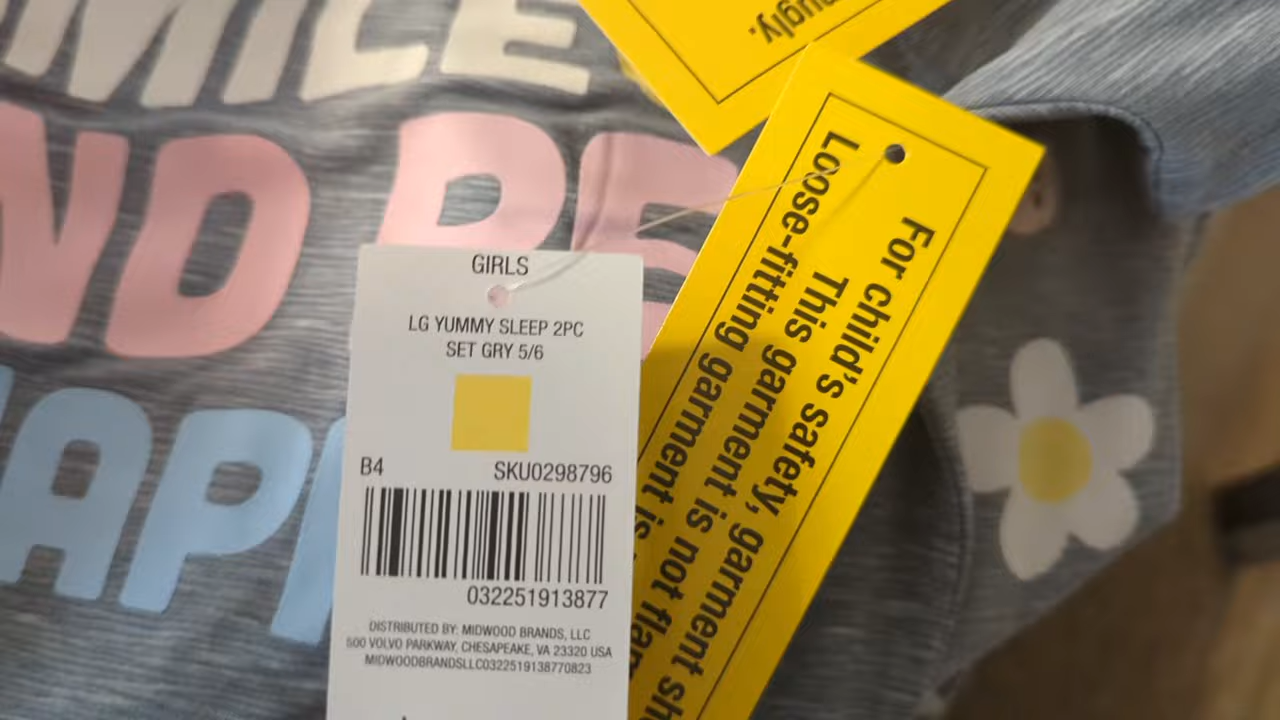 MILE
ND BE
HAPP
GIRLS
LG YUMMY SLEEP 2PC
SET GRY 5/6
B4 SKU0298796
032251913877
DISTRIBUTED BY: MIDWOOD BRANDS, LLC
500 VOLVO PARKWAY, CHESAPEAKE, VA 23320 USA
MIDWOODBRANDSLLC0322519138770823
For child's safety, garment
This garment is not
Loose-fitting garment is